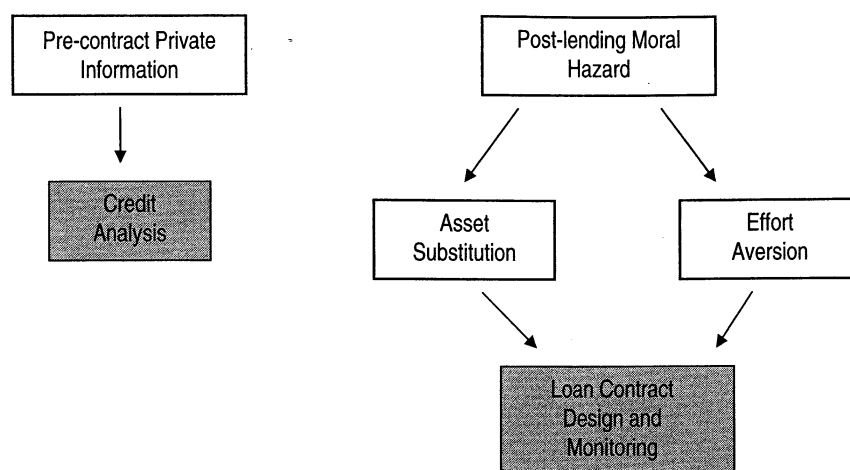 Pre-contract Private
Information
Post-lending Moral
Hazard
Credit
Analysis
Asset
Substitution
Effort
Aversion
Loan Contract
Design and
Monitoring